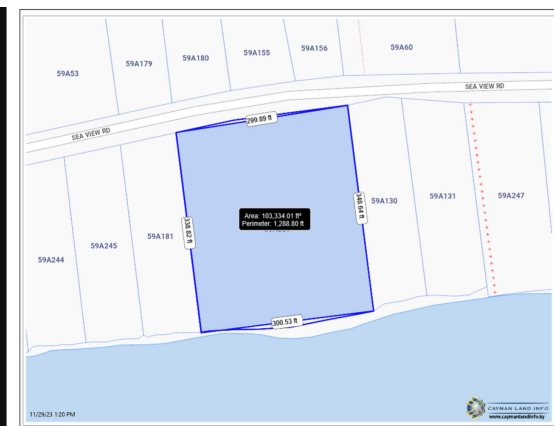 59A53
59A179
59A180
59A155
59A156
59A60
SEA VIEW RD
SEA VIEW RD
299.89 ft
338.82 ft
Area: 103,334.01 ft²
Perimeter: 1,288.80 ft
348.64 ft
59A244
59A245
59A181
59A130
59A131
59A247
300.53 ft
11/29/23 1:20 PM
CAYMAN LAND INFO
www.caymanlandinfo.ky